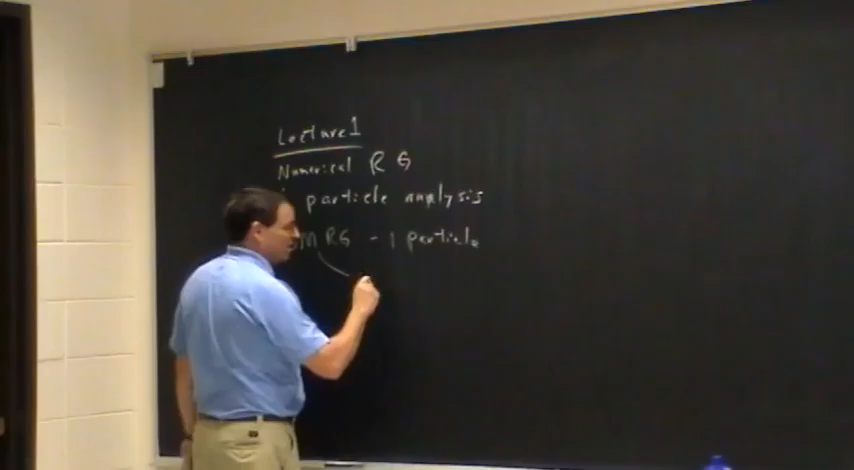 Lecture 1
Numerical RG
particle analysis
MRG - 1 particle